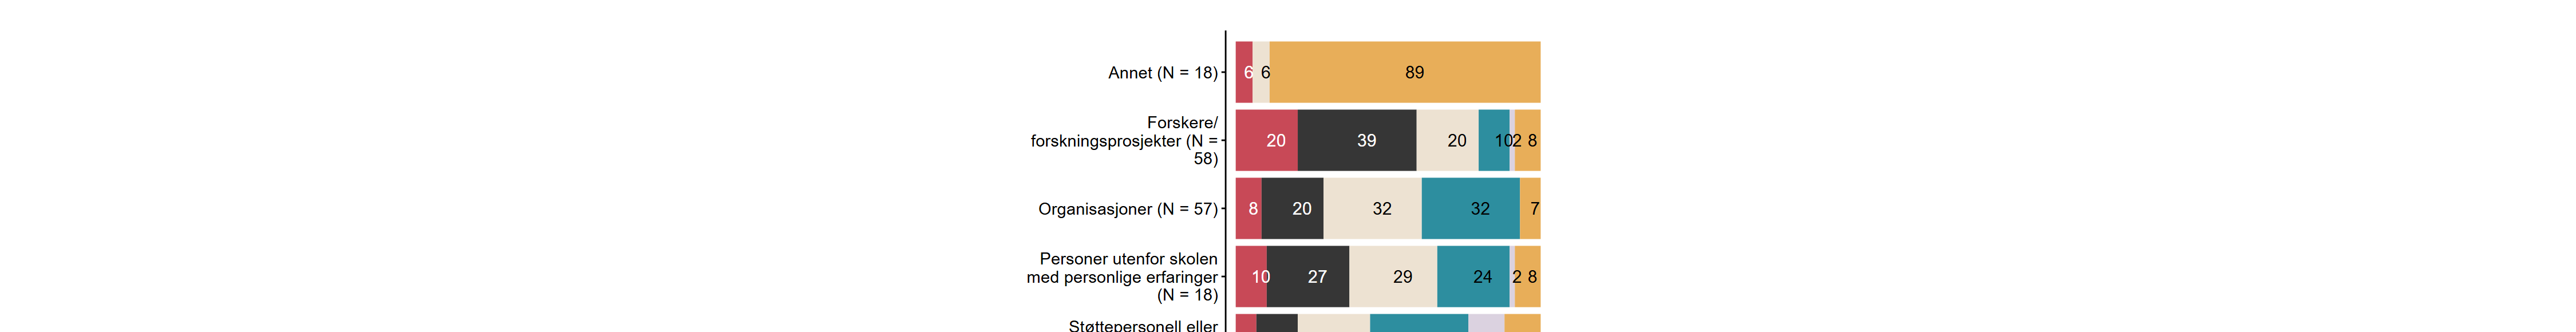 Annet (N = 18)
6 6 89
Forskere/
forskningsprosjekter (N =
58)
20 39 20 10 2 8
Organisasjoner (N = 57)
8 20 32 32 7
Personer utenfor skolen
med personlige erfaringer
(N = 18)
10 27 29 24 2 8
Støttepersonell eller